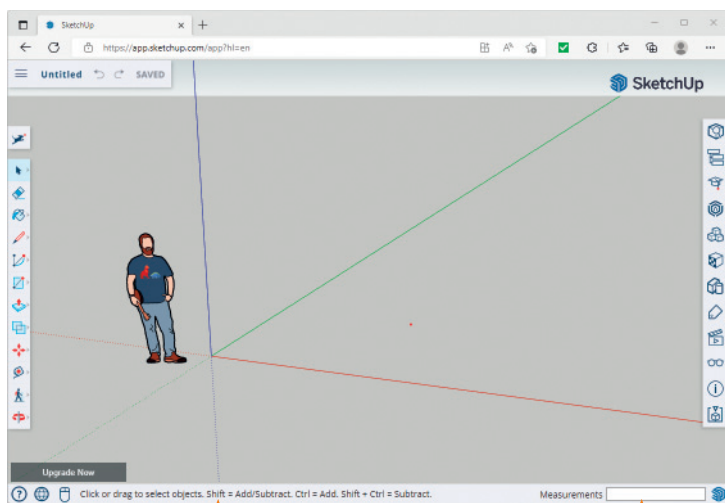 SketchUp
https://app.sketchup.com/app?hl=en
Untitled SAVED
SketchUp
Upgrade Now
Click or drag to select objects. Shift = Add/Subtract. Ctrl = Add. Shift + Ctrl = Subtract.
Measurements